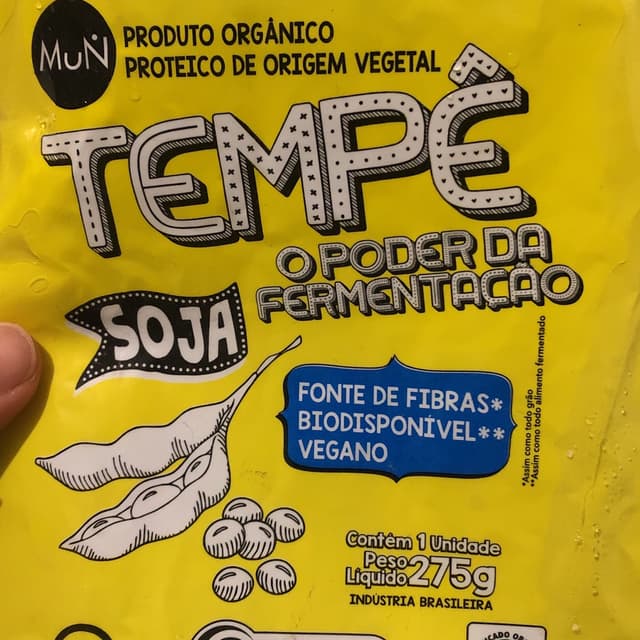 MUN
PRODUTO ORGÂNICO
PROTEICO DE ORIGEM VEGETAL
TEMPÊ
O PODER DA
FERMENTAÇÃO
SOJA
FONTE DE FIBRAS*
BIODISPONÍVEL**
VEGANO
*Assim como todo grão
**Assim como todo alimento fermentado
Contém 1 Unidade
Peso
Líquido 275g
INDÚSTRIA BRASILEIRA